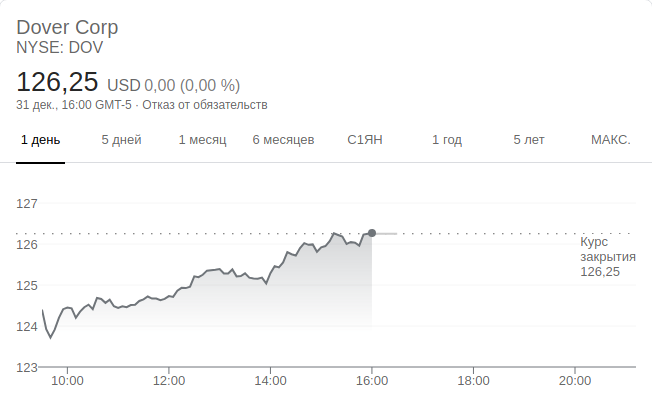 Dover Corp
NYSE: DOV
126,25 USD 0,00 (0,00 %)
31 дек., 16:00 GMT-5 · Отказ от обязательств
1 день 5 дней 1 месяц 6 месяцев С1ЯН 1 год 5 лет МАКС.
127
126
125
124
123
Курс
закрытия
126,25
10:00 12:00 14:00 16:00 18:00 20:00